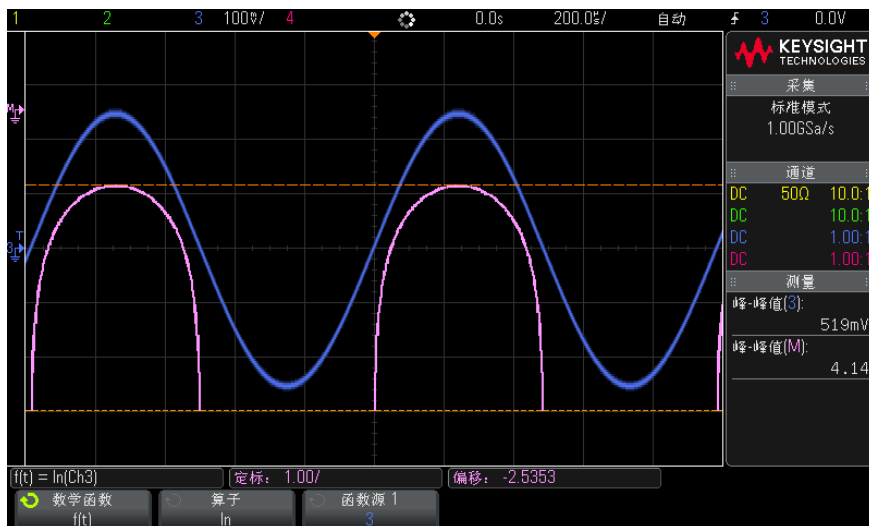 1 2 3 100㎷/ 4 0.0s 200.0㎲/ 自动 3 0.0V
KEYSIGHT
TECHNOLOGIES
采集
标准模式
1.00GSa/s
通道
DC 50Ω 10.0:1
DC 10.0:1
DC 1.00:1
DC 1.00:1
测量
峰-峰值(3):
519mV
峰-峰值(M):
4.14
M
T
3
f(t) = ln(Ch3) 定标: 1.00/ 偏移: -2.5353
数学函数 算子 函数源 1
f(t) ln 3